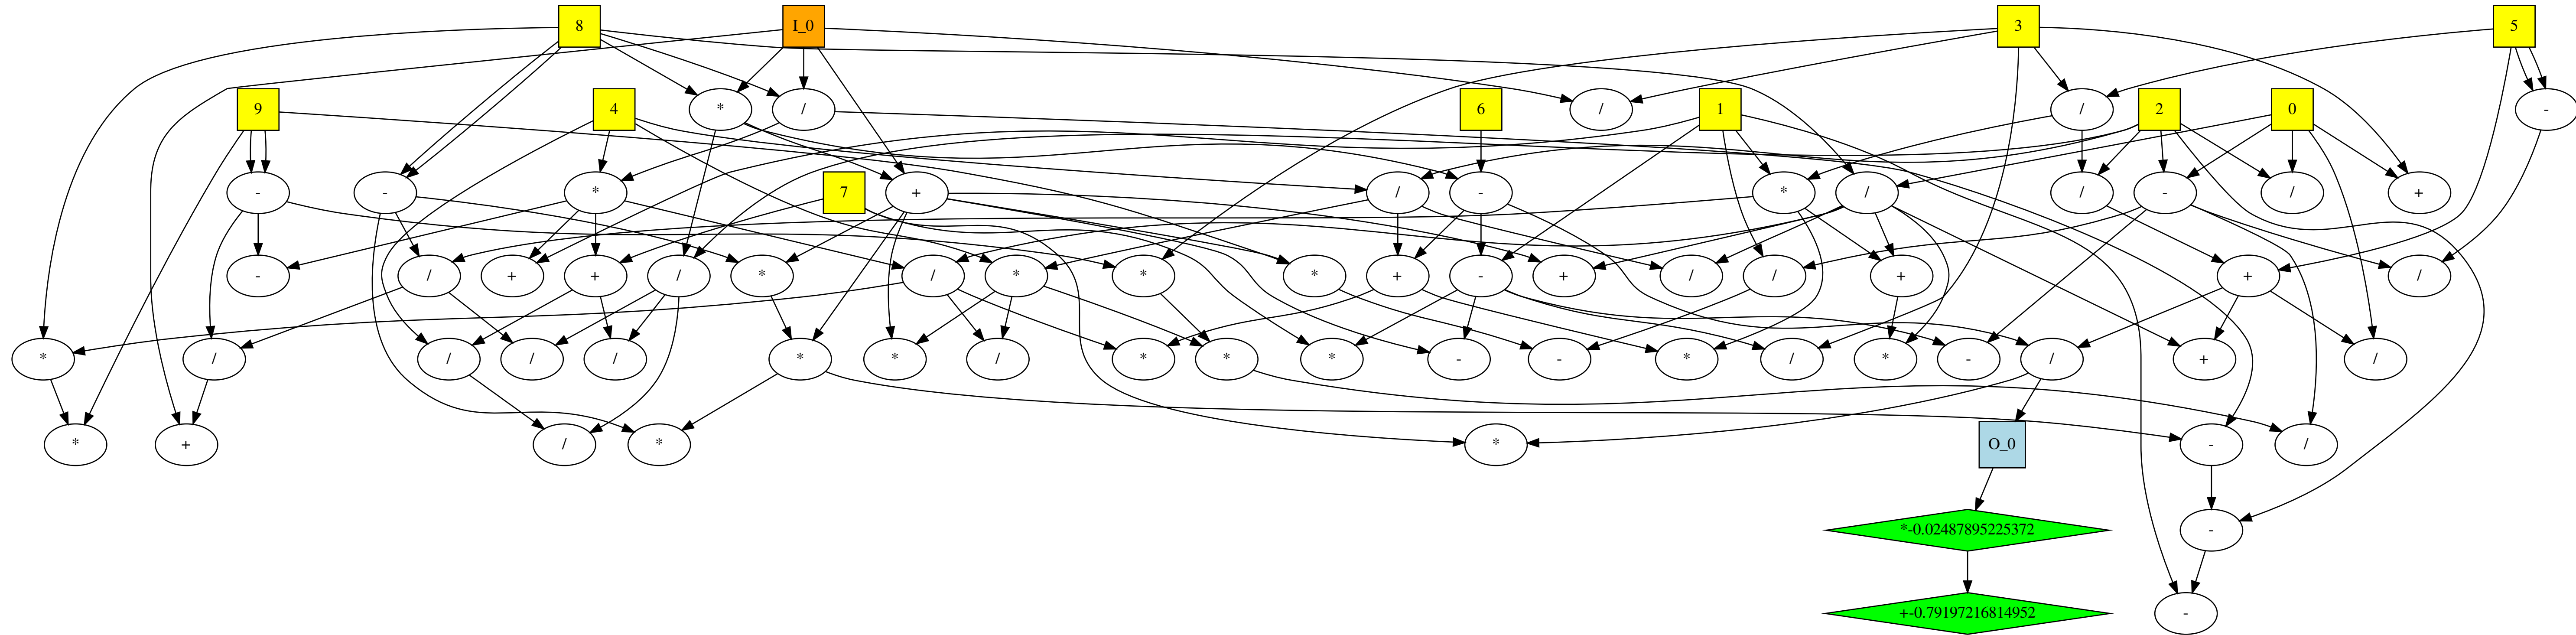 8 I_0 3 5
9 4 * / / 6 1 / 2 0 -
- - * 7 + / - * / / - / +
- / + + / * / * * * + - + / / + + /
* / / / / * * / * * * - - * / * - / + /
* + / * * O_0 - /
*-0.02487895225372 -
+-0.79197216814952 -